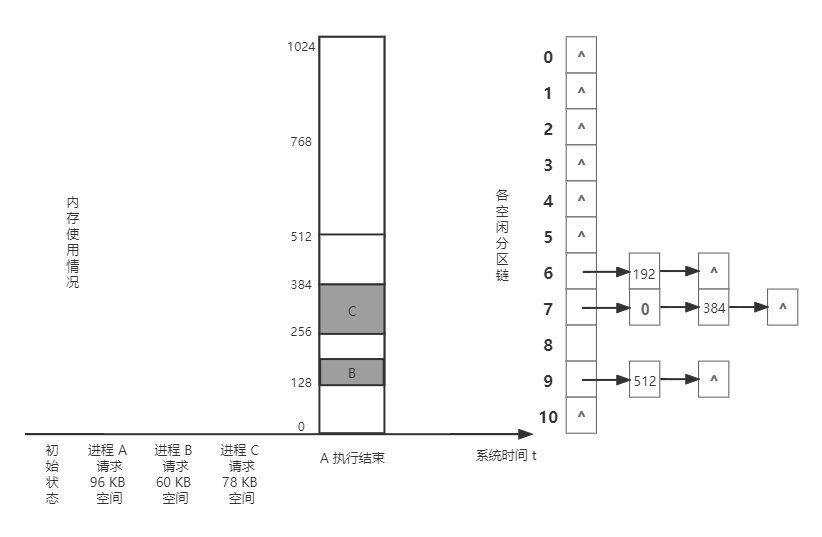 1024
768
512
384
256
128
0
C
B
内存使用情况
各空闲分区链
0 ^
1 ^
2 ^
3 ^
4 ^
5 ^
6 192 ^
7 0 384 ^
8
9 512 ^
10 ^
初始状态
进程 A
请求
96 KB
空间
进程 B
请求
60 KB
空间
进程 C
请求
78 KB
空间
A 执行结束
系统时间 t